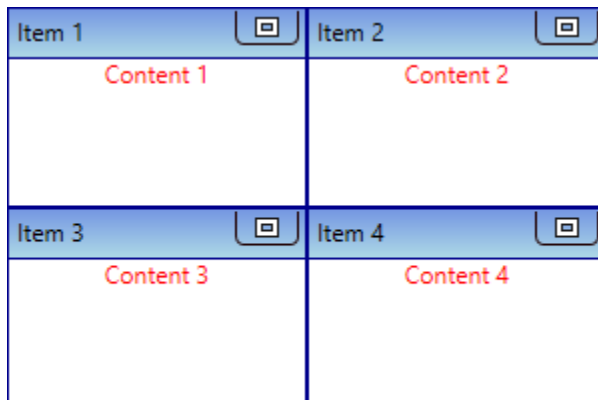 Item 1
Item 2
Content 1
Content 2
Item 3
Item 4
Content 3
Content 4